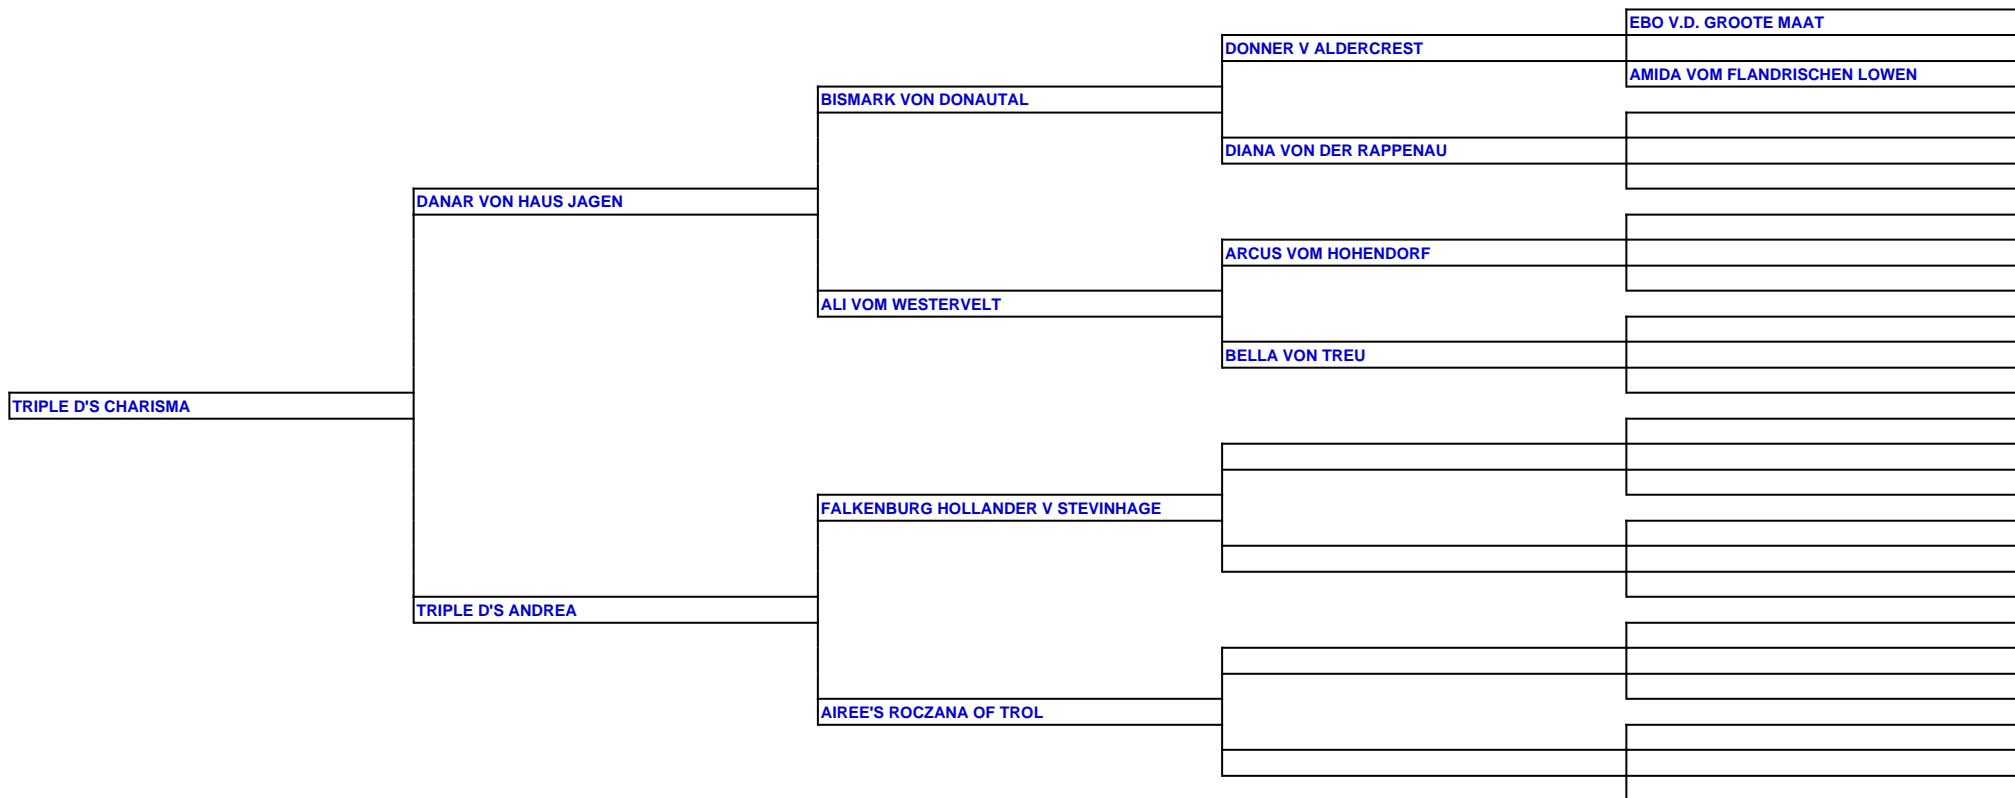 EBO V.D. GROOTE MAAT
DONNER V ALDERCREST
AMIDA VOM FLANDRISCHEN LOWEN
BISMARK VON DONAUTAL
DIANA VON DER RAPPENAU
DANAR VON HAUS JAGEN
ARCUS VOM HOHENDORF
ALI VOM WESTERVELT
BELLA VON TREU
TRIPLE D'S CHARISMA
FALKENBURG HOLLANDER V STEVINHAGE
TRIPLE D'S ANDREA
AIREE'S ROCZANA OF TROL